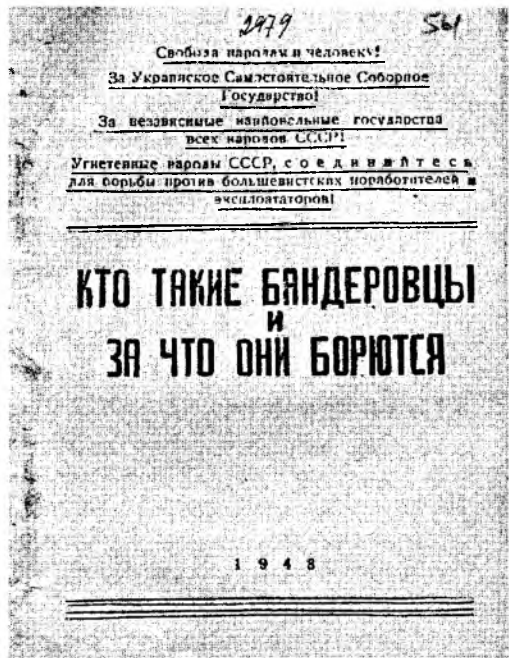 2979 561
Свобода народам и человеку!
За Украинское Самостоятельное Соборное
Государство!
За независимые национальные государства
всех народов СССР!
Угнетенные народы СССР, соединяйтесь
для борьбы против большевистских поработителей и
эксплоататоров!
КТО ТАКИЕ БАНДЕРОВЦЫ
И
ЗА ЧТО ОНИ БОРЮТСЯ
1948